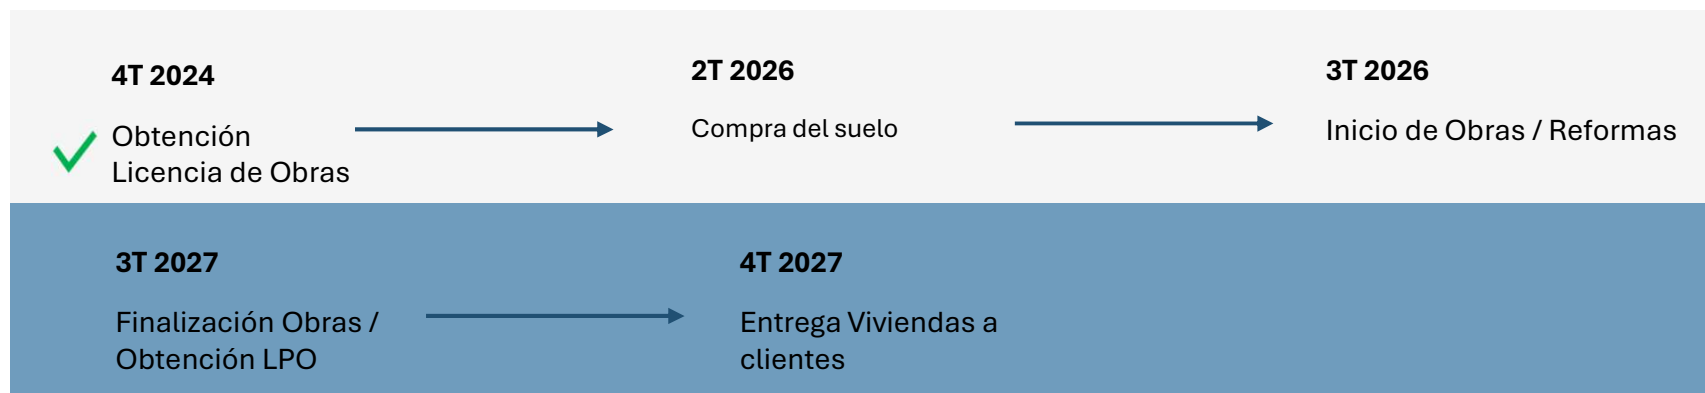 4T 2024
Obtención
Licencia de Obras
2T 2026
Compra del suelo
3T 2026
Inicio de Obras / Reformas
3T 2027
Finalización Obras /
Obtención LPO
4T 2027
Entrega Viviendas a
clientes